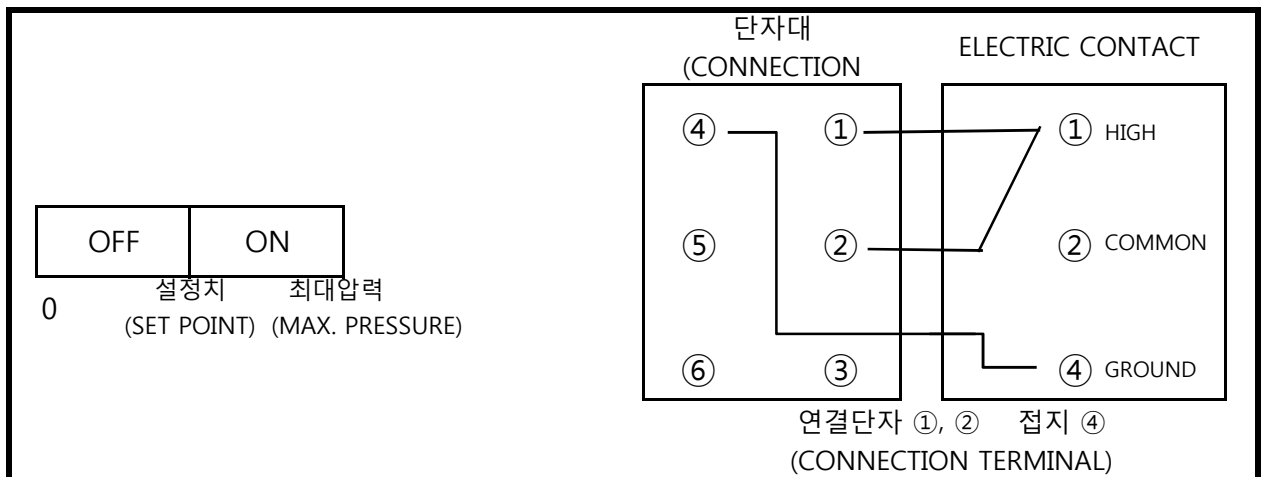 단자대
(CONNECTION
ELECTRIC CONTACT
④ ① ① HIGH
OFF ON
⑤ ② ② COMMON
0
설정치 최대압력
(SET POINT) (MAX. PRESSURE)
⑥ ③ ④ GROUND
연결단자 ①, ② 접지 ④
(CONNECTION TERMINAL)